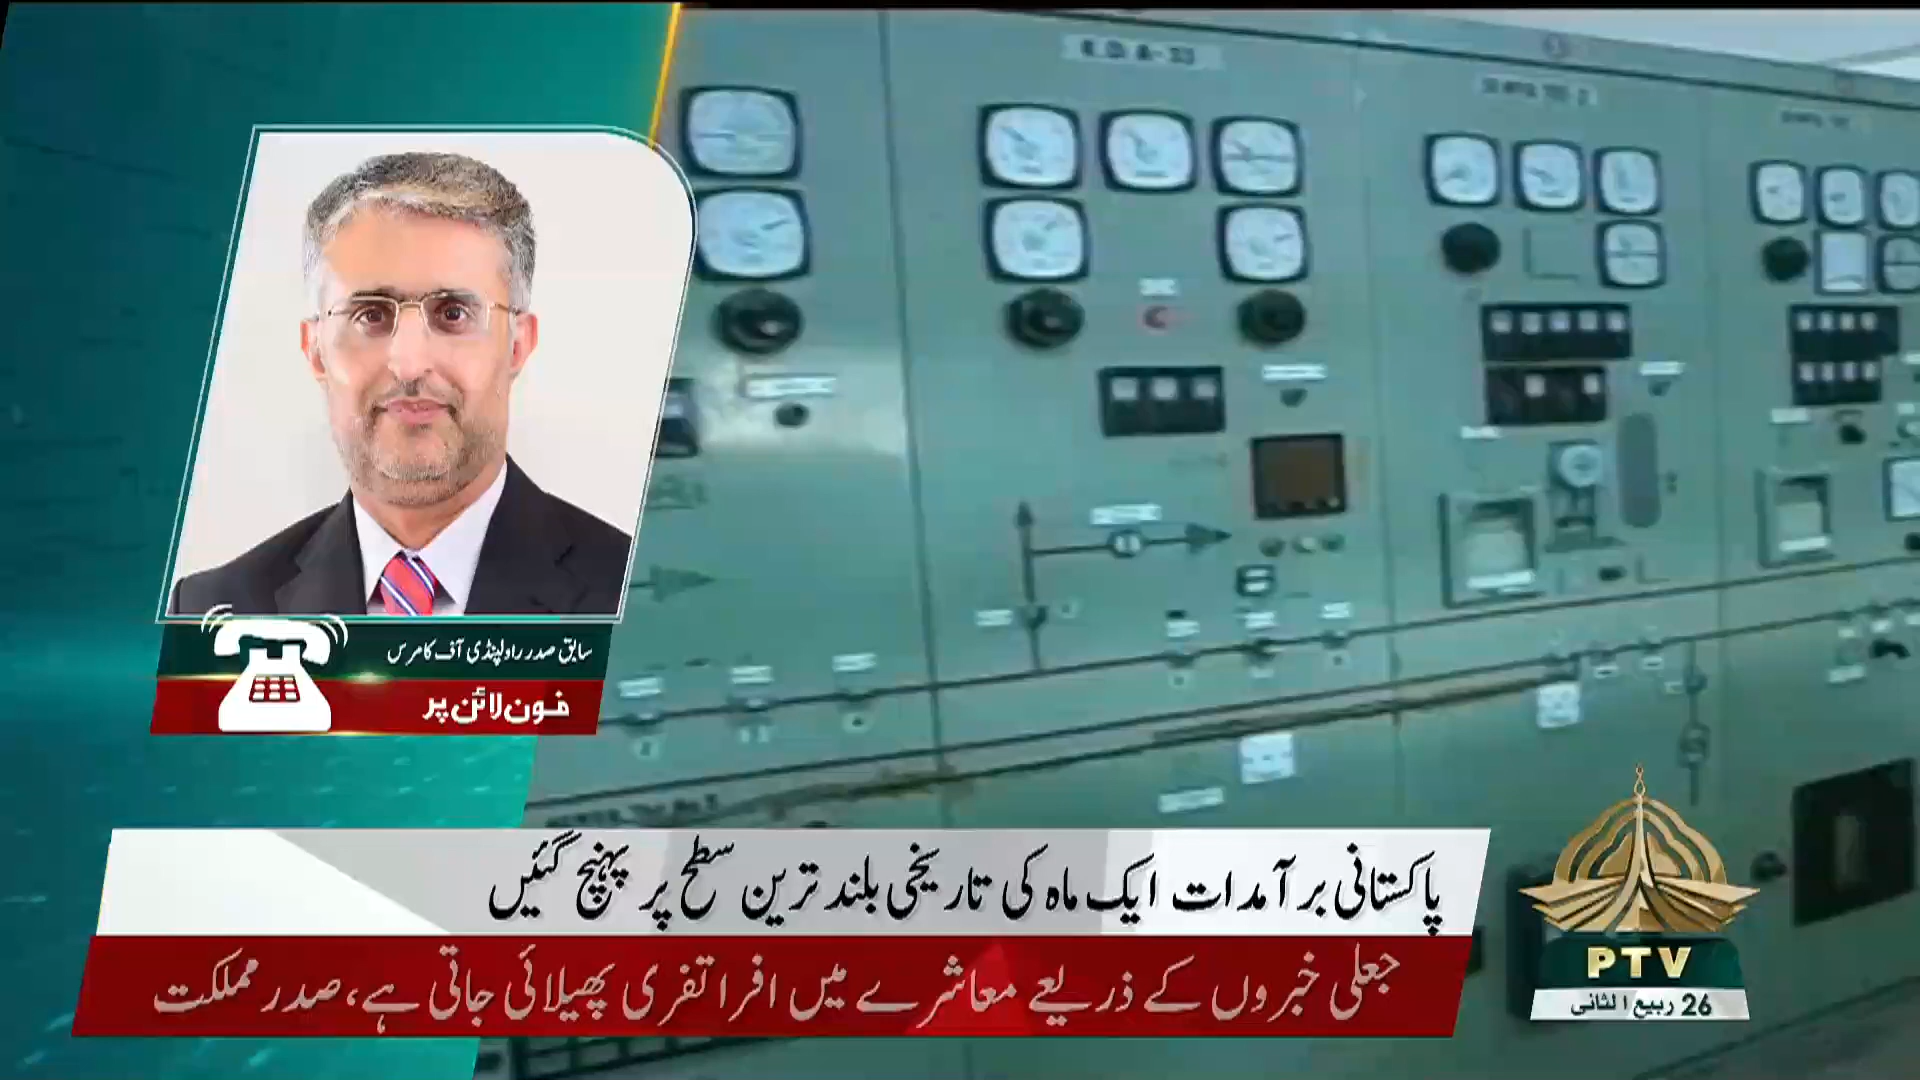 K.D.A-33
سابق صدر راولپنڈی آف کامرس
فون لائن پر
پاکستانی برآمدات ایک ماہ کی تاریخی بلند ترین سطح پر پہنچ گئیں
جعلی خبروں کے ذریعے معاشرے میں افراتفری پھیلائی جاتی ہے، صدر مملکت
PTV
26 ربیع الثانی